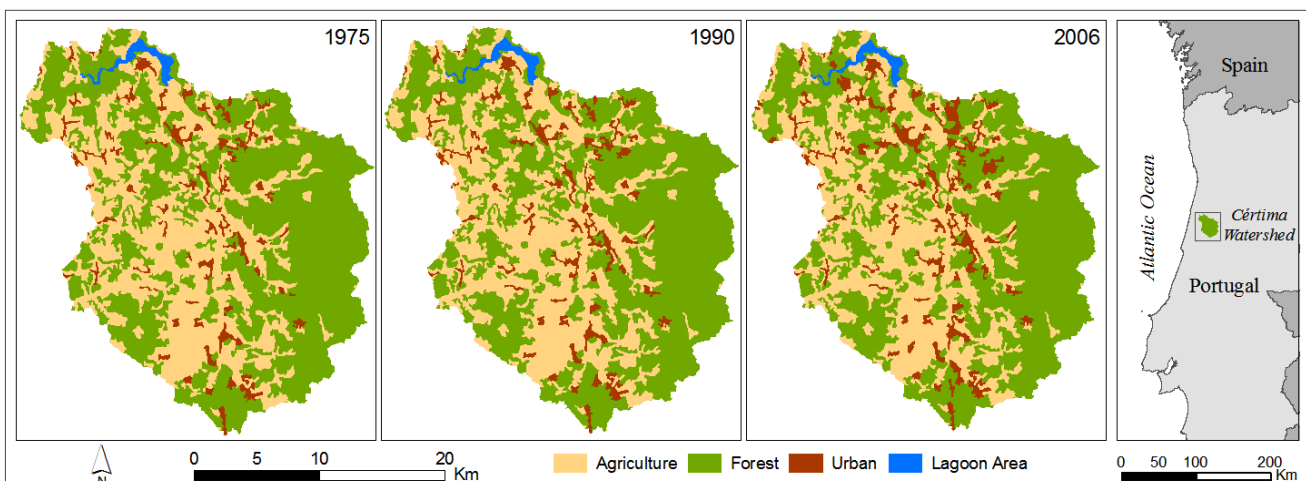 1975
1990
2006
Spain
Atlantic Ocean
Cértima
Watershed
Portugal
N
0 5 10 20
Km
Agriculture Forest Urban Lagoon Area
0 50 100 200
Km